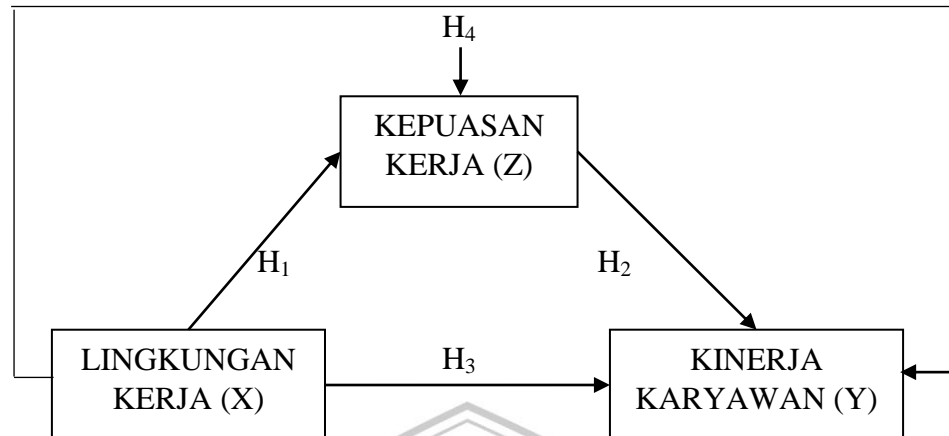 H₄
KEPUASAN
KERJA (Z)
H₁
H₂
LINGKUNGAN
KERJA (X)
H₃
KINERJA
KARYAWAN (Y)